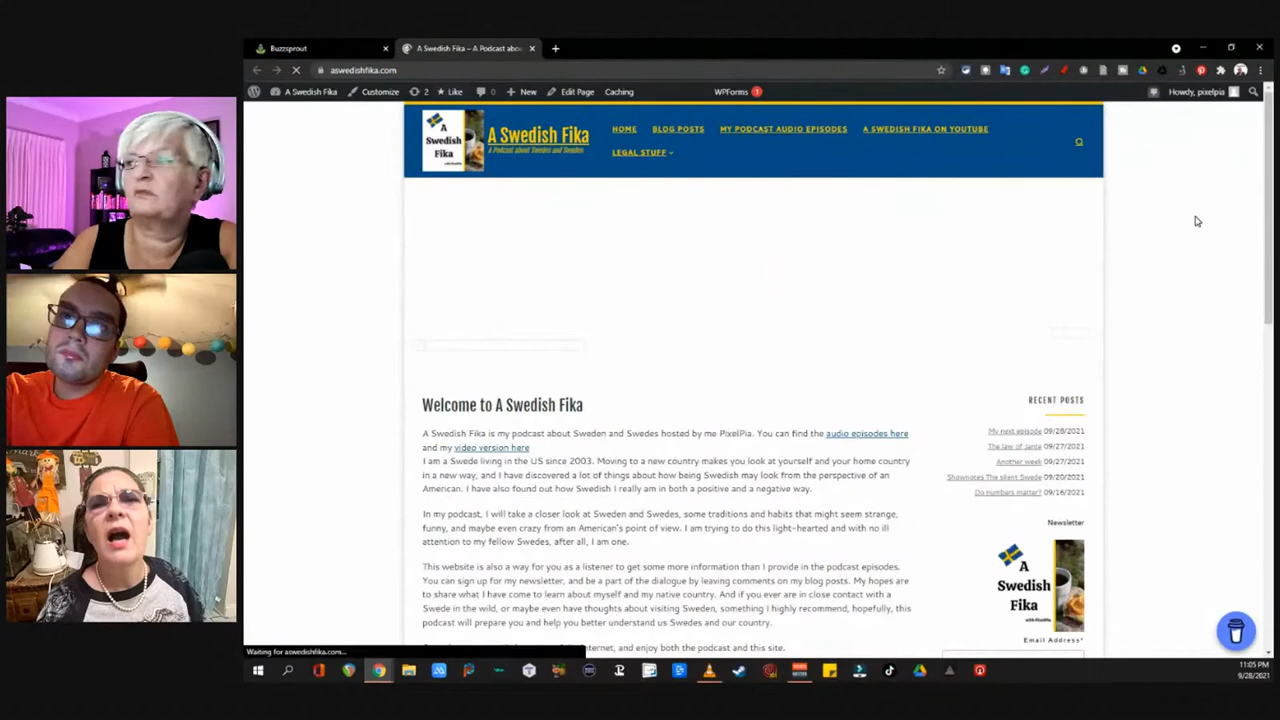 Buzzsprout
A Swedish Fika – A Podcast abou
aswedishfika.com
A Swedish Fika
Customize
2
Like
0
New
Edit Page
Caching
WPForms 1
Howdy, pixelpia
A
Swedish
Fika
A Swedish Fika
A Podcast about Sweden and Swedes
HOME
BLOG POSTS
MY PODCAST AUDIO EPISODES
A SWEDISH FIKA ON YOUTUBE
LEGAL STUFF
Welcome to A Swedish Fika
A Swedish Fika is my podcast about Sweden and Swedes hosted by me PixelPia. You can find the audio episodes here
and my video version here
I am a Swede living in the US since 2003. Moving to a new country makes you look at yourself and your home country
in a new way, and I have discovered a lot of things about how being Swedish may look from the perspective of an
American. I have also found out how Swedish I really am in both a positive and a negative way.
In my podcast, I will take a closer look at Sweden and Swedes, some traditions and habits that might seem strange,
funny, and maybe even crazy from an American's point of view. I am trying to do this light-hearted and with no ill
attention to my fellow Swedes, after all, I am one.
This website is also a way for you as a listener to get some more information than I provide in the podcast episodes.
You can sign up for my newsletter, and be a part of the dialogue by leaving comments on my blog posts. My hopes are
to share what I have come to learn about myself and my native country. And if you ever are in close contact with a
Swede in the wild, or maybe even have thoughts about visiting Sweden, something I highly recommend, hopefully, this
podcast will prepare you and help you better understand us Swedes and our country.
internet, and enjoy both the podcast and this site.
RECENT POSTS
My next episode 09/28/2021
The law of Jante 09/27/2021
Another week 09/27/2021
Shownotes The silent Swede 09/20/2021
Do numbers matter? 09/16/2021
Newsletter
A
Swedish
Fika
with PixelPia
Email Address*
Waiting for aswedishfika.com...
11:05 PM
9/28/2021